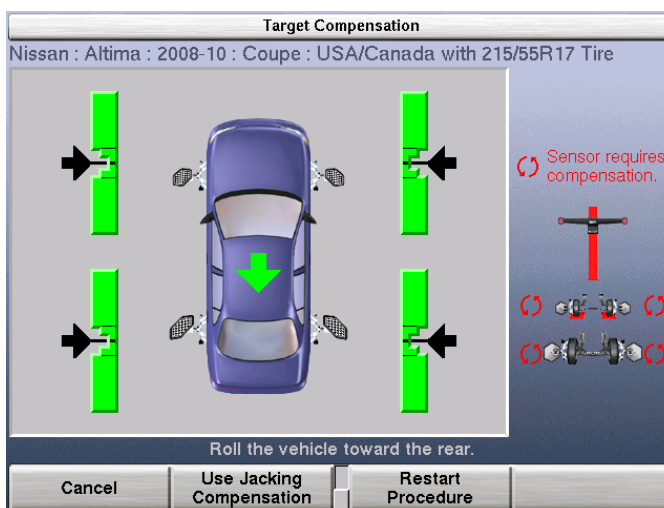 Target Compensation
Nissan : Altima : 2008-10 : Coupe : USA/Canada with 215/55R17 Tire
Sensor requires
compensation.
Roll the vehicle toward the rear.
Cancel
Use Jacking
Compensation
Restart
Procedure